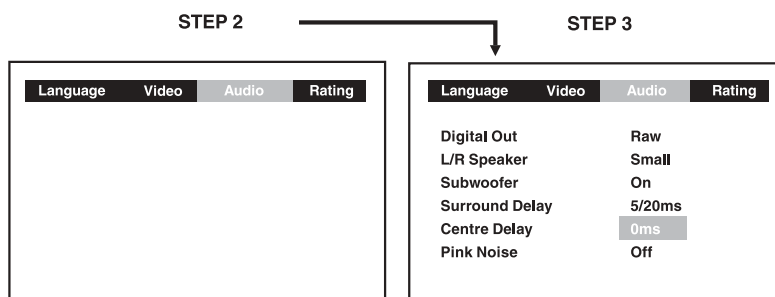 STEP 2
STEP 3
Language Video Audio Rating
Language Video Audio Rating
Digital Out Raw
L/R Speaker Small
Subwoofer On
Surround Delay 5/20ms
Centre Delay 0ms
Pink Noise Off